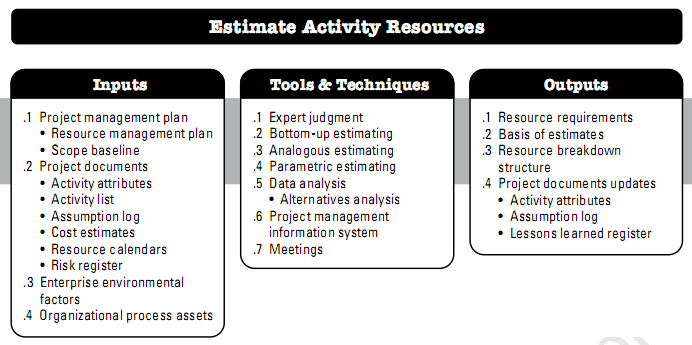 Estimate Activity Resources
Inputs
.1 Project management plan
• Resource management plan
• Scope baseline
.2 Project documents
• Activity attributes
• Activity list
• Assumption log
• Cost estimates
• Resource calendars
• Risk register
.3 Enterprise environmental
factors
.4 Organizational process assets
Tools & Techniques
.1 Expert judgment
.2 Bottom-up estimating
.3 Analogous estimating
.4 Parametric estimating
.5 Data analysis
• Alternatives analysis
.6 Project management
information system
.7 Meetings
Outputs
.1 Resource requirements
.2 Basis of estimates
.3 Resource breakdown
structure
.4 Project documents updates
• Activity attributes
• Assumption log
• Lessons learned register